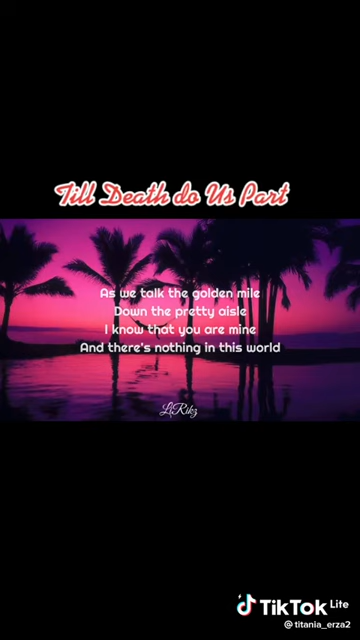 Till Death do Us Part
As we talk the golden mile
Down the pretty aisle
I know that you are mine
And there's nothing in this world
LiRikz
TikTok Lite
@titania_erza2